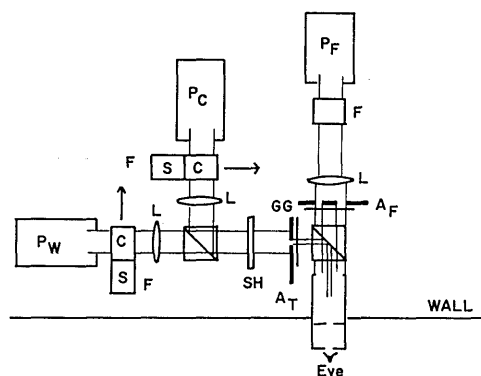 P_F
P_C
F
F S C
L
L
GG A_F
L
P_W C
S F
SH
A_T
WALL
Eye